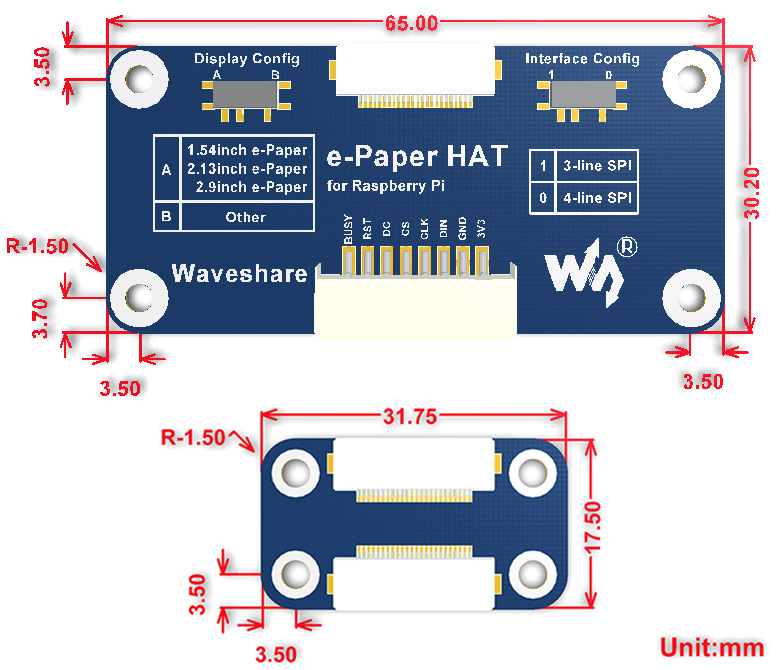 65.00
3.50
Display Config
A B
Interface Config
1 0
A
1.54inch e-Paper
2.13inch e-Paper
2.9inch e-Paper
B
Other
e-Paper HAT
for Raspberry Pi
1 3-line SPI
0 4-line SPI
30.20
BUSY
RST
DC
CS
CLK
DIN
GND
3V3
R-1.50
Waveshare
®
3.70
3.50
3.50
31.75
R-1.50
17.50
3.50
3.50
Unit:mm